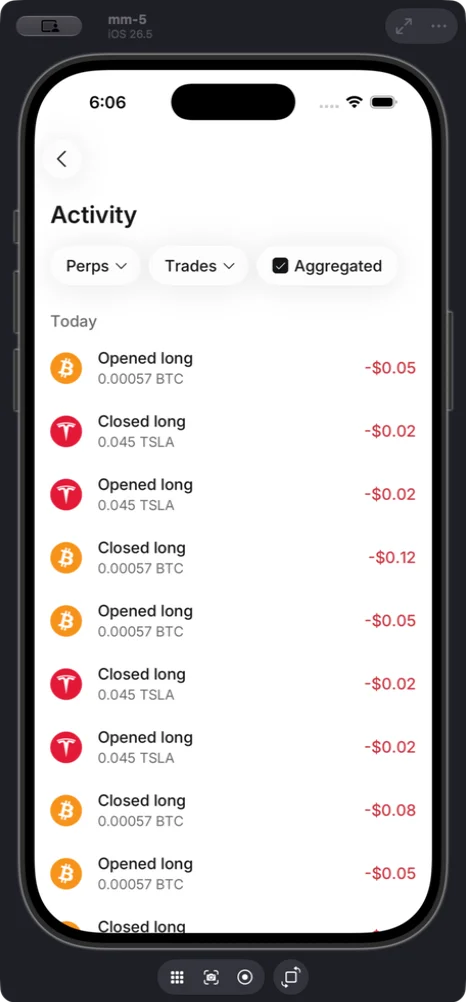 mm-5
iOS 26.5
6:06
Activity
Perps
Trades
Aggregated
Today
Opened long
-$0.05
0.00057 BTC
Closed long
-$0.02
0.045 TSLA
Opened long
-$0.02
0.045 TSLA
Closed long
-$0.12
0.00057 BTC
Opened long
-$0.05
0.00057 BTC
Closed long
-$0.02
0.045 TSLA
Opened long
-$0.02
0.045 TSLA
Closed long
-$0.08
0.00057 BTC
Opened long
-$0.05
0.00057 BTC
Closed long